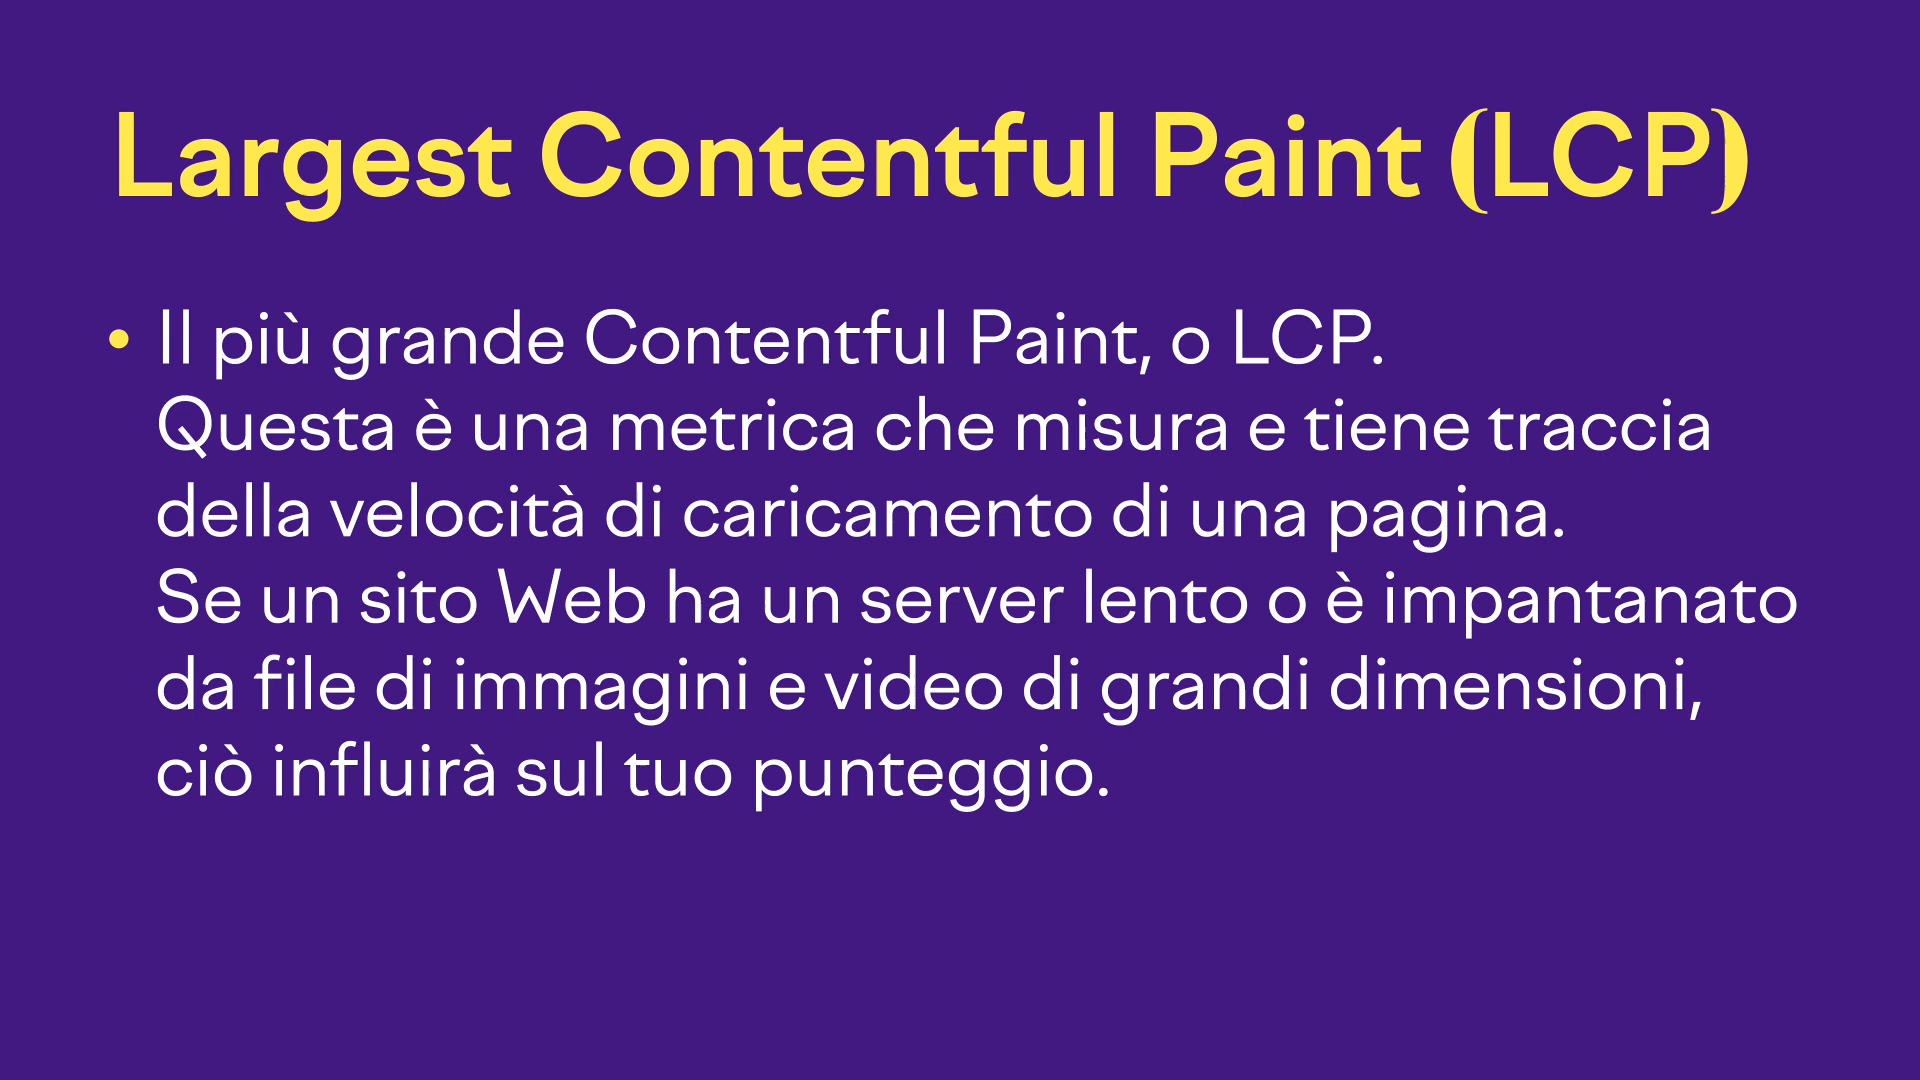 Largest Contentful Paint (LCP)
• Il più grande Contentful Paint, o LCP.
Questa è una metrica che misura e tiene traccia
della velocità di caricamento di una pagina.
Se un sito Web ha un server lento o è impantanato
da file di immagini e video di grandi dimensioni,
ciò influirà sul tuo punteggio.